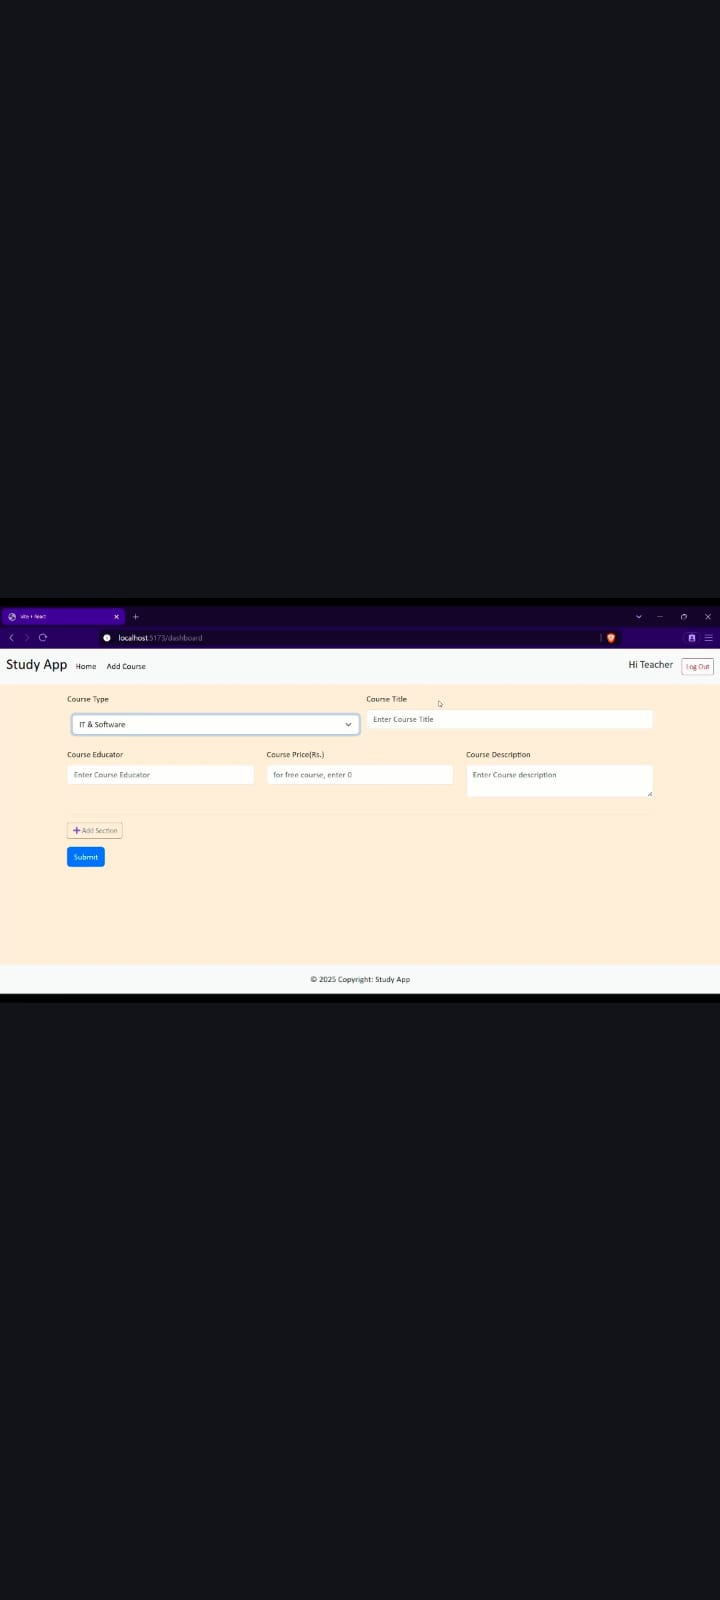 Vite + React
localhost:5173/dashboard
Study App Home Add Course Hi Teacher Log Out
Course Type Course Title
IT & Software Enter Course Title
Course Educator Course Price(Rs.) Course Description
Enter Course Educator for free course, enter 0 Enter Course description
Add Section
Submit
© 2025 Copyright: Study App